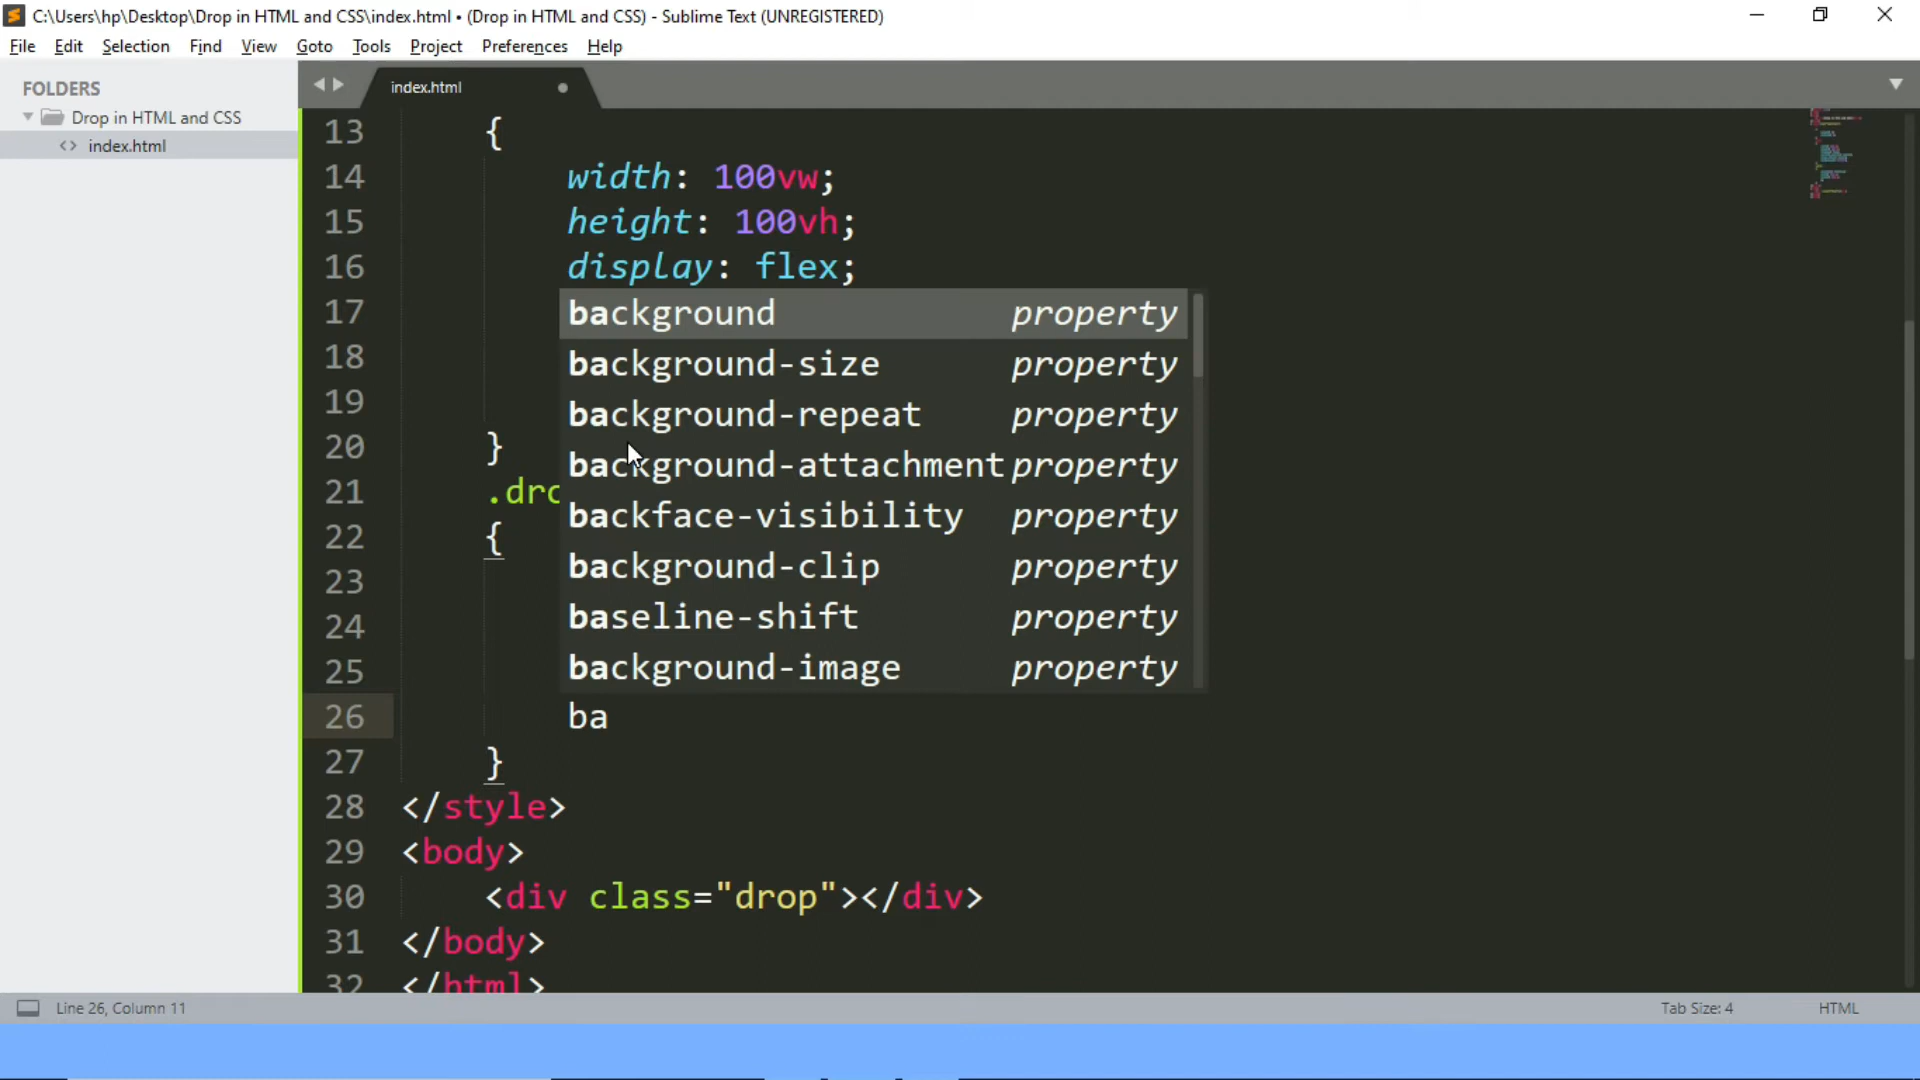 C:\Users\hp\Desktop\Drop in HTML and CSS\index.html • (Drop in HTML and CSS) - Sublime Text (UNREGISTERED)
File Edit Selection Find View Goto Tools Project Preferences Help
FOLDERS
Drop in HTML and CSS
<> index.html
index.html
13 {
14 width: 100vw;
15 height: 100vh;
16 display: flex;
17
18
19
20 }
21 .dro
22 {
23
24
25
26 ba
27 }
28 </style>
29 <body>
30 <div class="drop"></div>
31 </body>
32 </html>
background property
background-size property
background-repeat property
background-attachment property
backface-visibility property
background-clip property
baseline-shift property
background-image property
Line 26, Column 11
Tab Size: 4
HTML